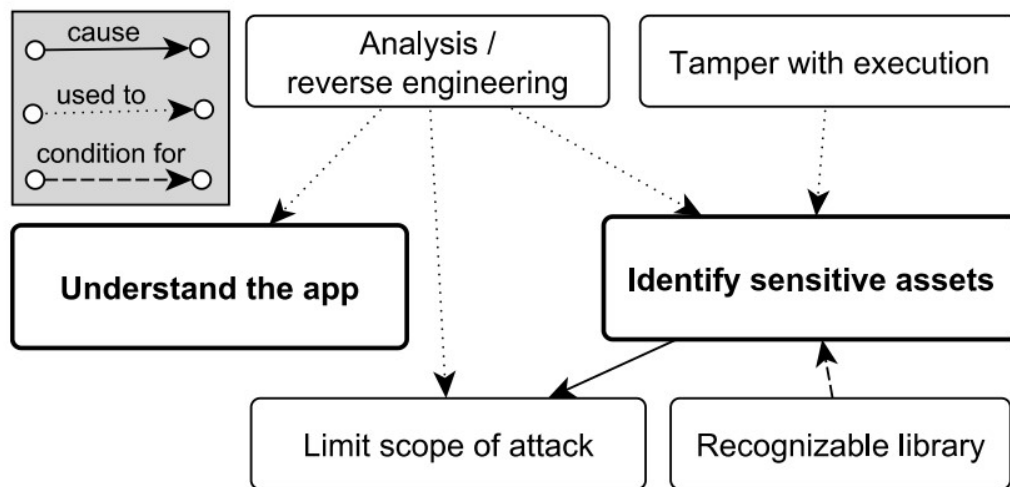 cause
used to
condition for
Analysis /
reverse engineering
Tamper with execution
Understand the app
Identify sensitive assets
Limit scope of attack
Recognizable library